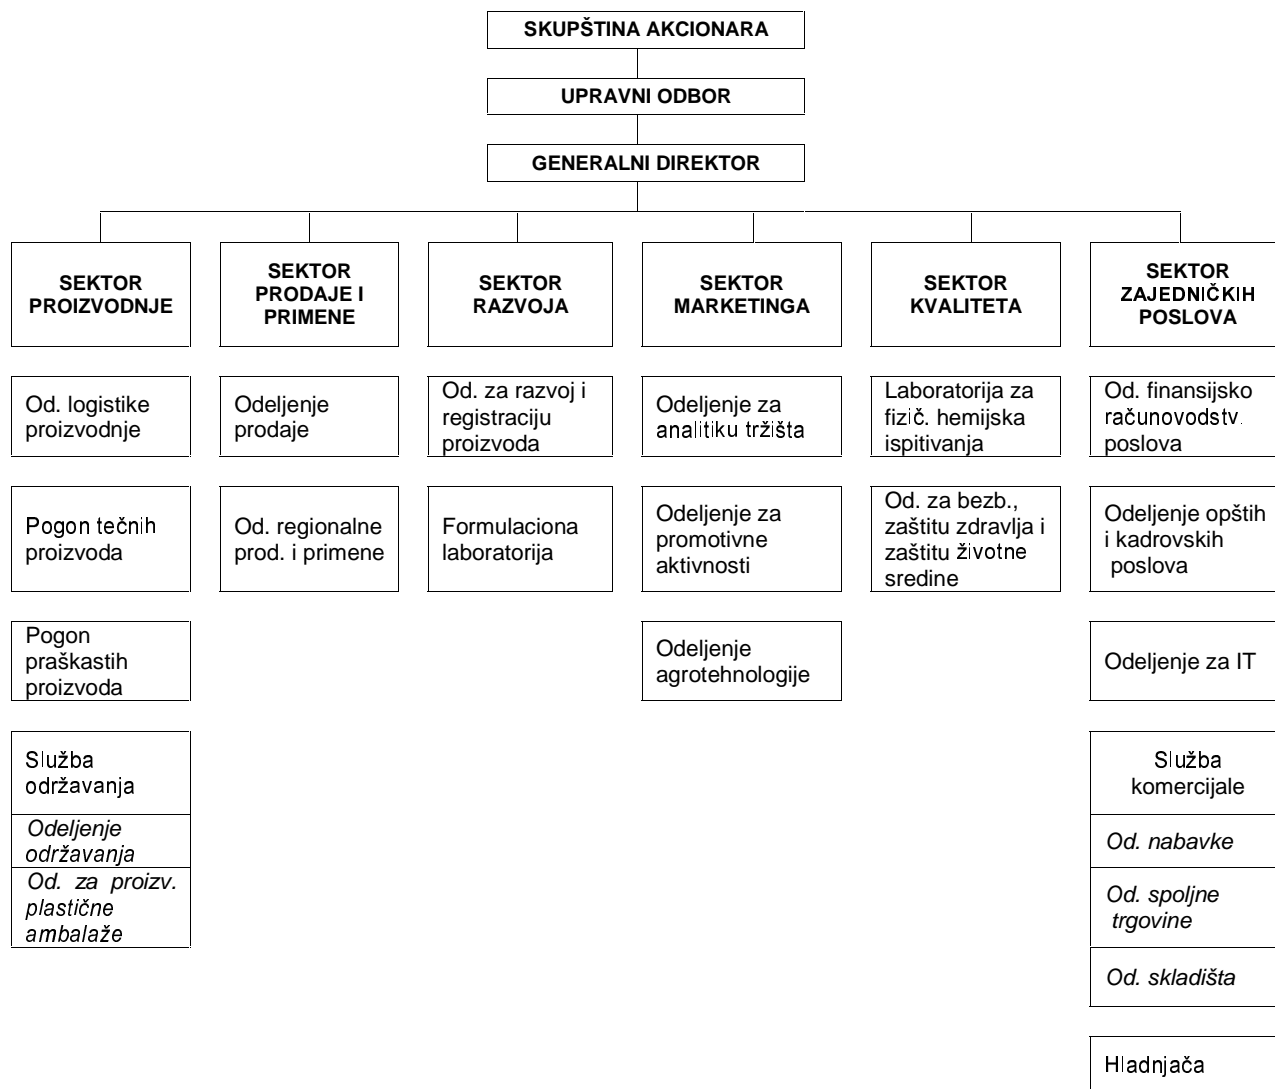 SKUPŠTINA AKCIONARA
UPRAVNI ODBOR
GENERALNI DIREKTOR
SEKTOR
PROIZVODNJE
SEKTOR
PRODAJE I
PRIMENE
SEKTOR
RAZVOJA
SEKTOR
MARKETINGA
SEKTOR
KVALITETA
SEKTOR
ZAJEDNIČKIH
POSLOVA
Od. logistike
proizvodnje
Odeljenje
prodaje
Od. za razvoj i
registraciju
proizvoda
Odeljenje za
analitiku tržišta
Laboratorija za
fizič. hemijska
ispitivanja
Od. finansijsko
računovodstv.
poslova
Pogon tečnih
proizvoda
Od. regionalne
prod. i primene
Formulaciona
laboratorija
Odeljenje za
promotivne
aktivnosti
Od. za bezb.,
zaštitu zdravlja i
zaštitu životne
sredine
Odeljenje opštih
i kadrovskih
poslova
Pogon
praškastih
proizvoda
Odeljenje
agrotehnologije
Odeljenje za IT
Služba
održavanja
Odeljenje
održavanja
Od. za proizv.
plastične
ambalaže
Služba
komercijale
Od. nabavke
Od. spoljne
trgovine
Od. skladišta
Hladnjača